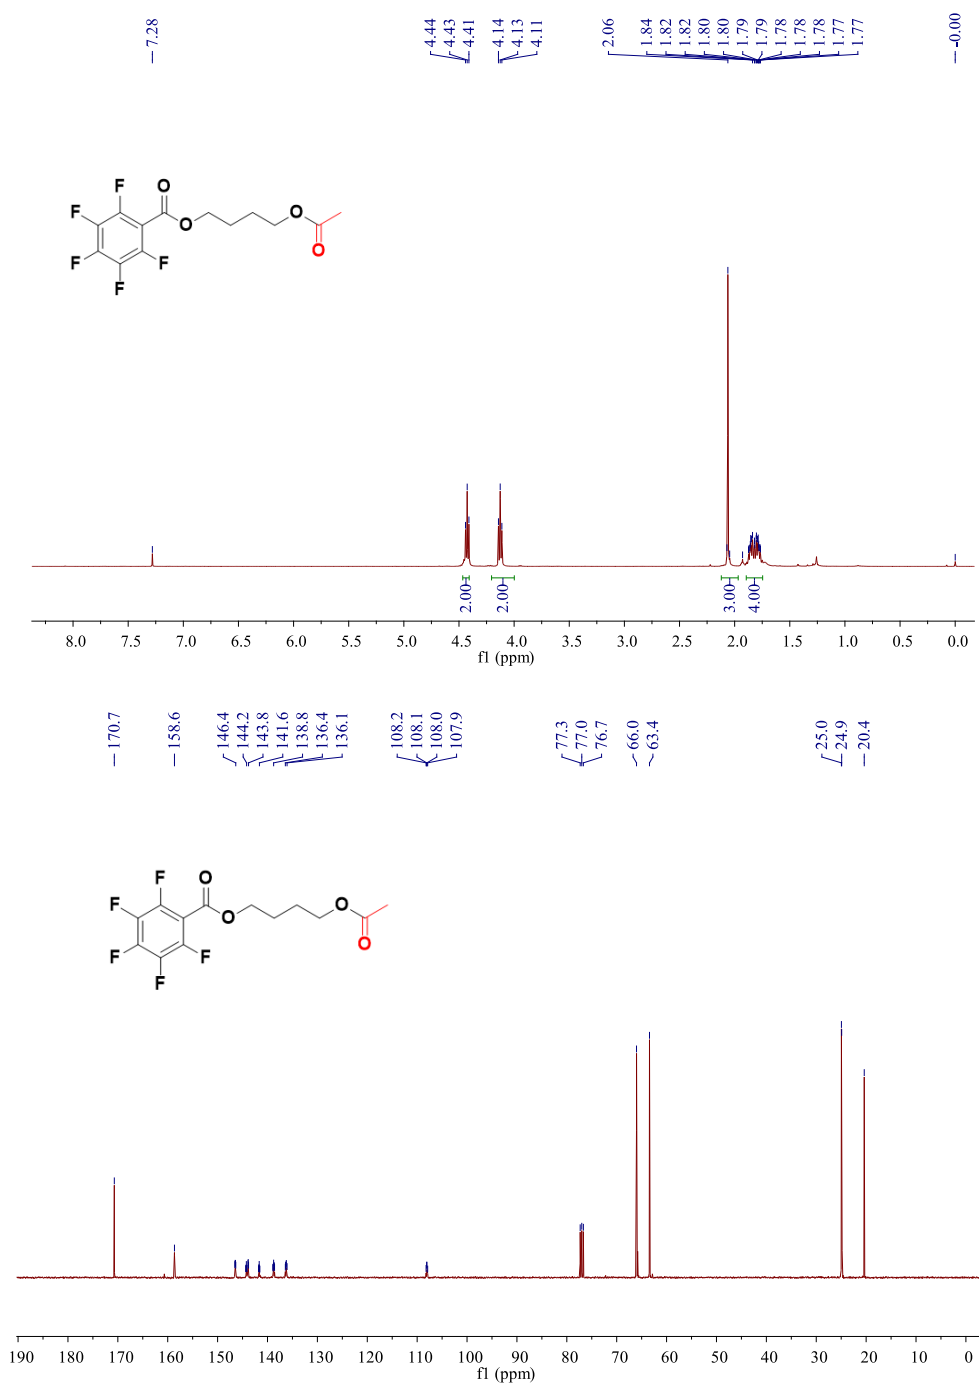 7.28 4.44 4.43 4.41 4.14 4.13 4.11 2.06 1.84 1.82 1.82 1.80 1.80 1.79 1.79 1.78 1.78 1.78 1.77 1.77 -0.00
F O
F O O
F F O
F
2.00 2.00 3.00 4.00
8.0 7.5 7.0 6.5 6.0 5.5 5.0 4.5 4.0 3.5 3.0 2.5 2.0 1.5 1.0 0.5 0.0
f1 (ppm)
170.7 158.6 146.4 144.2 143.8 141.6 138.8 136.4 136.1 108.2 108.1 108.0 107.9 77.3 77.0 76.7 66.0 63.4 25.0 24.9 20.4
F O
F O O
F F O
F
190 180 170 160 150 140 130 120 110 100 90 80 70 60 50 40 30 20 10 0
f1 (ppm)